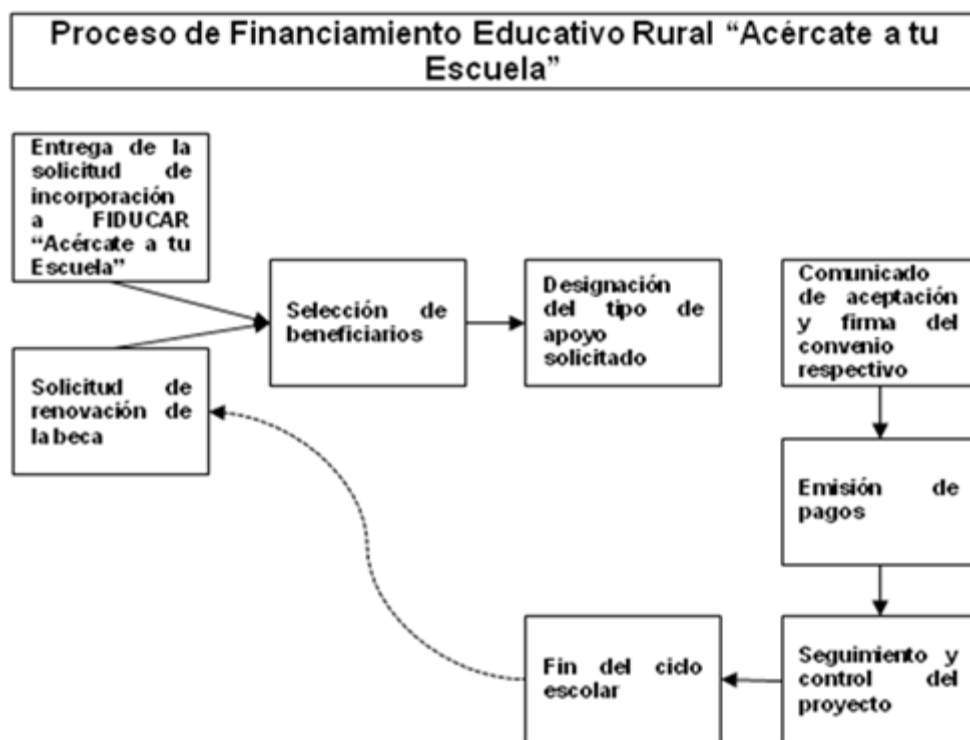 Proceso de Financiamiento Educativo Rural “Acércate a tu
Escuela”
Entrega de la
solicitud de
incorporación
a FIDUCAR
“Acércate a tu
Escuela”
Selección de
beneficiarios
Designación
del tipo de
apoyo
solicitado
Comunicado
de aceptación
y firma del
convenio
respectivo
Solicitud de
renovación de
la beca
Emisión de
pagos
Fin del ciclo
escolar
Seguimiento y
control del
proyecto